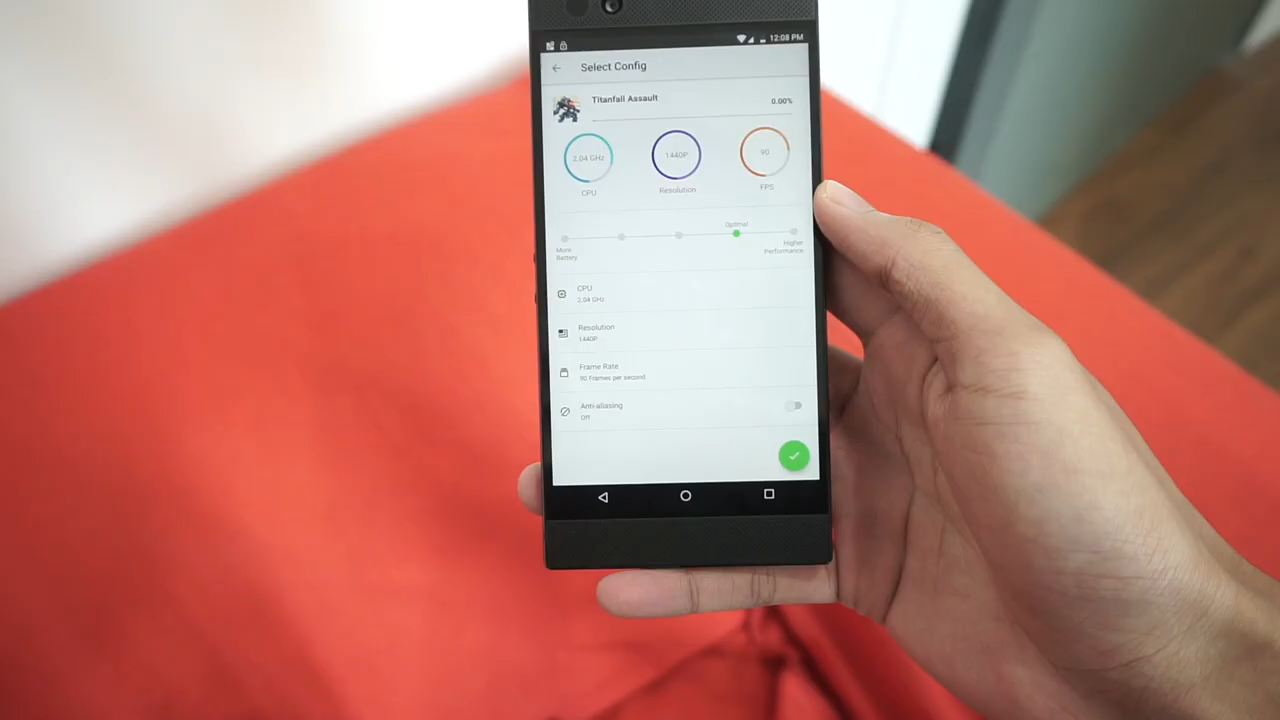 12:08 PM
Select Config
Titanfall Assault
0.00%
2.04 GHz
1440P
90
CPU
Resolution
FPS
Optimal
More
Battery
Higher
Performance
CPU
2.04 GHz
Resolution
1440P
Frame Rate
90 Frames per second
Anti-aliasing
Off